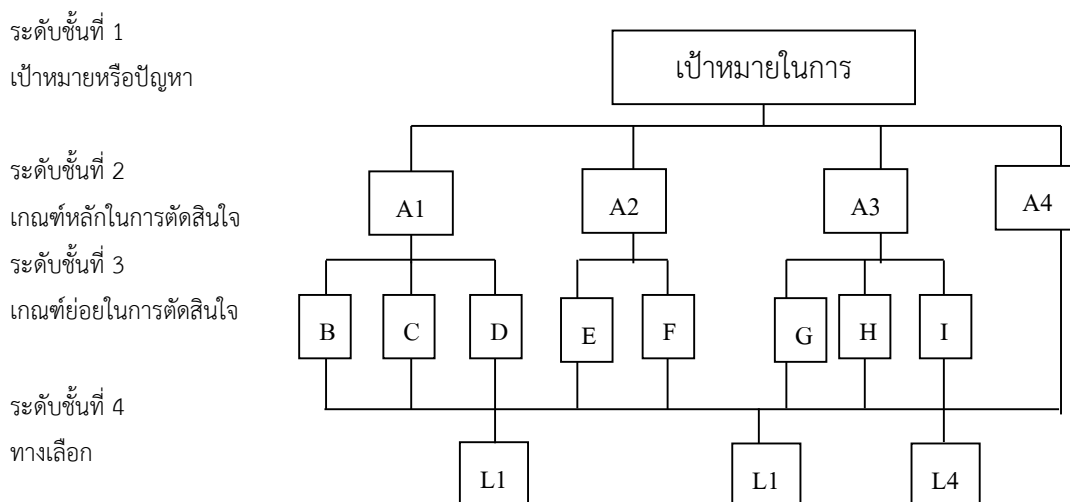 ระดับชั้นที่ 1
เป้าหมายหรือปัญหา
เป้าหมายในการ
ระดับชั้นที่ 2
เกณฑ์หลักในการตัดสินใจ
A1 A2 A3 A4
ระดับชั้นที่ 3
เกณฑ์ย่อยในการตัดสินใจ
B C D E F G H I
ระดับชั้นที่ 4
ทางเลือก
L1 L1 L4